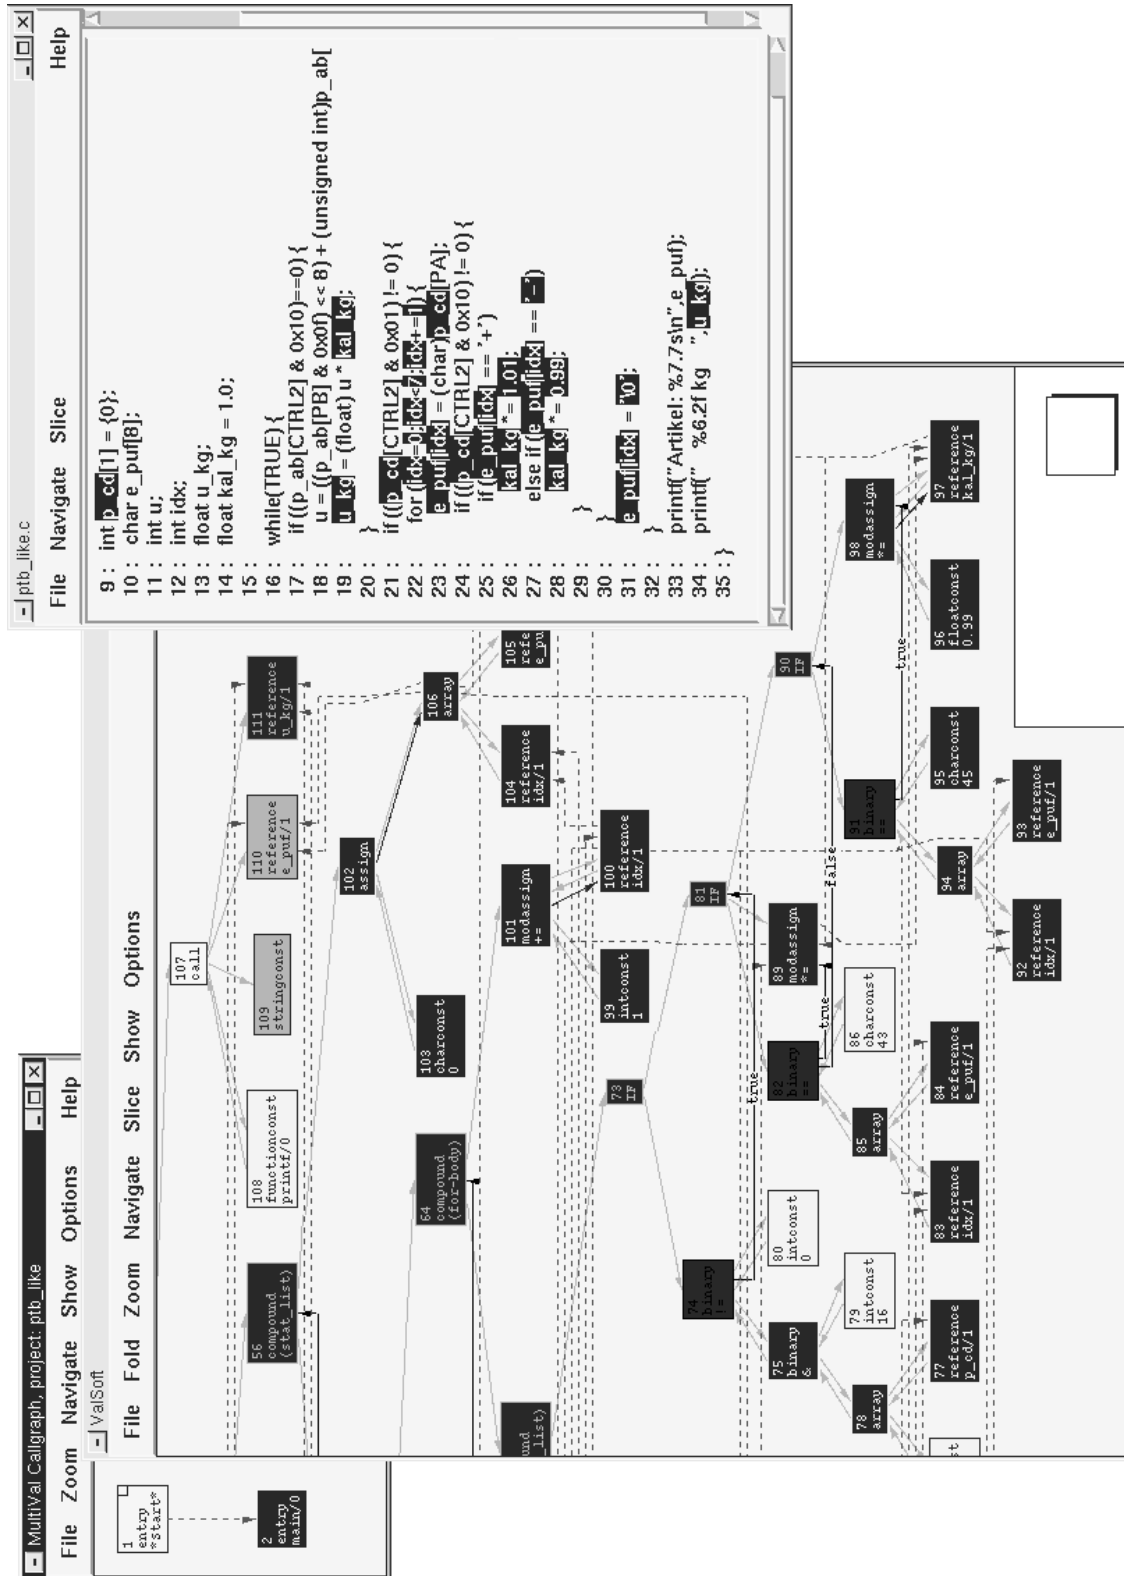 MultiVal Callgraph, project: ptb_like
File Zoom Navigate Show Options Help
1
entry
*start*
2
entry
main/0
ValSoft
File Fold Zoom Navigate Slice Show Options
107
call
56
compound
(stat_list)
108
functionconst
printf/0
109
stringconst
110
reference
e_puf/1
111
reference
u_kg/1
102
assign
64
compound
(for-body)
103
charconst
0
106
array
_list)
101
modassign
+=
104
reference
idx/1
105
refe
e_pu
73
IF
99
intconst
1
100
reference
idx/1
74
binary
!=
true
81
IF
75
binary
&
80
intconst
0
82
binary
==
89
modassign
*=
90
IF
true
false
78
array
79
intconst
16
85
array
86
charconst
43
91
binary
==
98
modassign
*=
true
77
reference
p_cd/1
83
reference
idx/1
84
reference
e_puf/1
94
array
95
charconst
45
96
floatconst
0.99
97
reference
kal_kg/1
92
reference
idx/1
93
reference
e_puf/1
ptb_like.c
File Navigate Slice Help
9 : int p_cd[1] = {0};
10 : char e_puf[8];
11 : int u;
12 : int idx;
13 : float u_kg;
14 : float kal_kg = 1.0;
15 :
16 : while(TRUE) {
17 : if ((p_ab[CTRL2] & 0x10)==0) {
18 : u = ((p_ab[PB] & 0x0f) << 8) + (unsigned int)p_ab[
19 : u_kg = (float) u * kal_kg;
20 : }
21 : if ((p_cd[CTRL2] & 0x01) != 0) {
22 : for (idx=0;idx<7;idx+=1) {
23 : e_puf[idx] = (char)p_cd[PA];
24 : if ((p_cd[CTRL2] & 0x10) != 0) {
25 : if (e_puf[idx] == '+')
26 : kal_kg *= 1.01;
27 : else if (e_puf[idx] == '-')
28 : kal_kg *= 0.99;
29 : }
30 : }
31 : e_puf[idx] = '\0';
32 : }
33 : printf("Artikel: %7.7s\n",e_puf);
34 : printf(" %6.2f kg ",u_kg);
35 : }